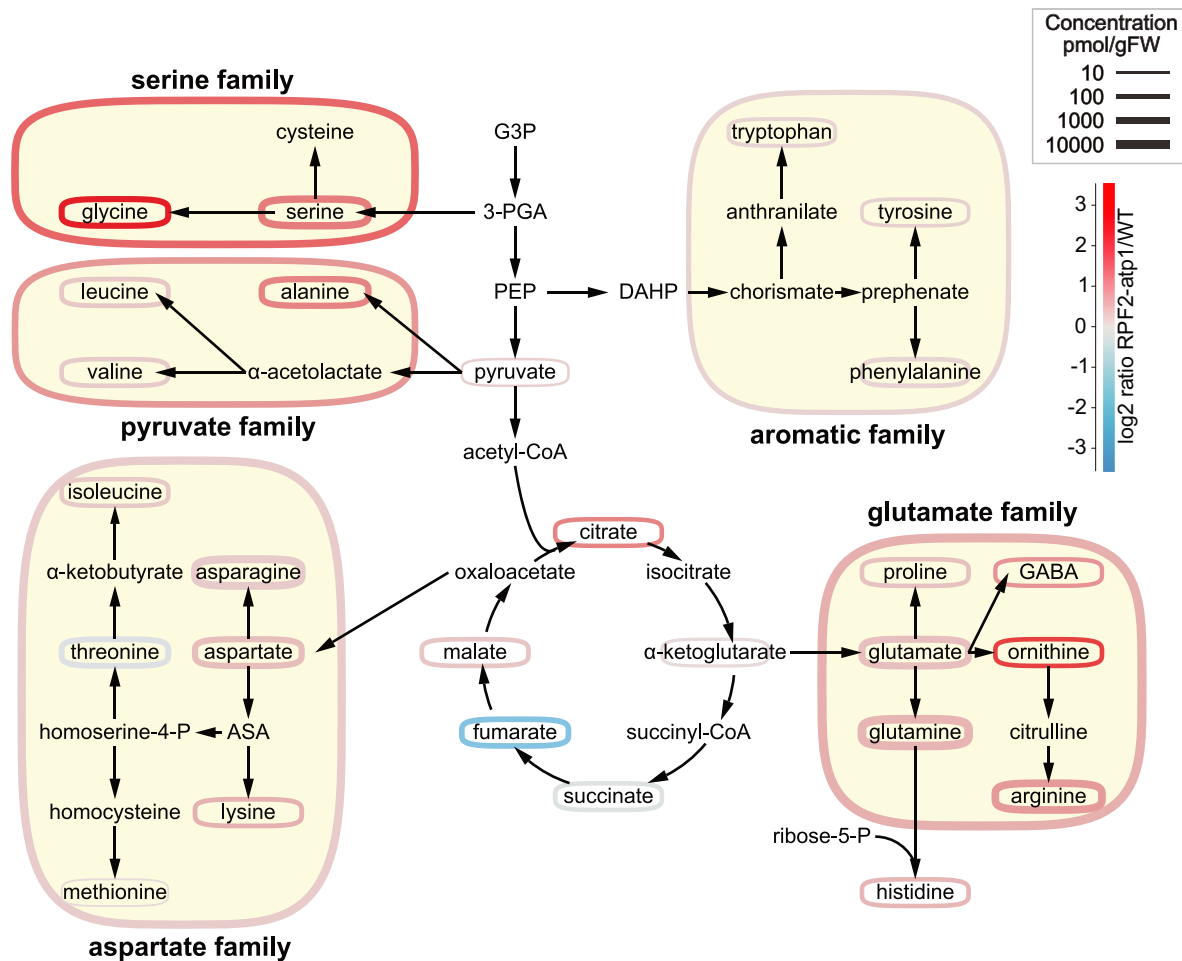 Concentration
pmol/gFW
10
100
1000
10000
serine family
cysteine
G3P
tryptophan
glycine
serine
3-PGA
anthranilate
tyrosine
3
2
1
0
-1
-2
-3
log2 ratio RPF2-atp1/WT
leucine
alanine
PEP
DAHP
chorismate
prephenate
valine
α-acetolactate
pyruvate
phenylalanine
pyruvate family
aromatic family
acetyl-CoA
isoleucine
glutamate family
citrate
α-ketobutyrate
asparagine
oxaloacetate
isocitrate
proline
GABA
threonine
aspartate
malate
α-ketoglutarate
glutamate
ornithine
homoserine-4-P
ASA
fumarate
succinyl-CoA
glutamine
citrulline
homocysteine
lysine
succinate
arginine
ribose-5-P
methionine
histidine
aspartate family